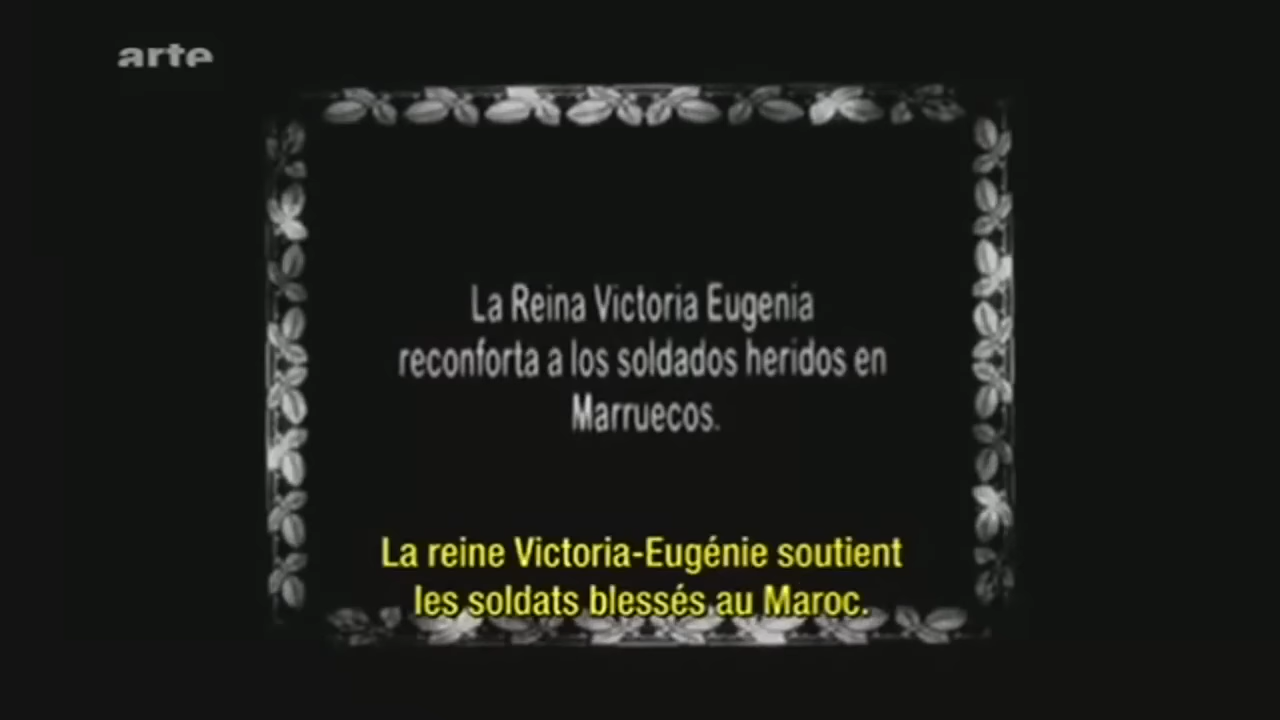 arte
La Reina Victoria Eugenia
reconforta a los soldados heridos en
Marruecos.
La reine Victoria-Eugénie soutient
les soldats blessés au Maroc.